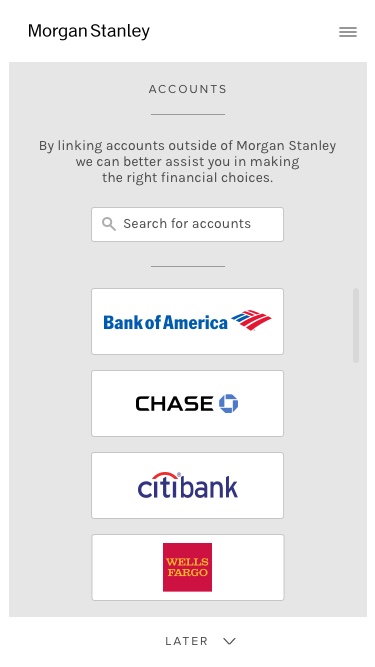 Morgan Stanley
ACCOUNTS
By linking accounts outside of Morgan Stanley
we can better assist you in making
the right financial choices.
Search for accounts
Bank of America
CHASE
citibank
WELLS
FARGO
LATER